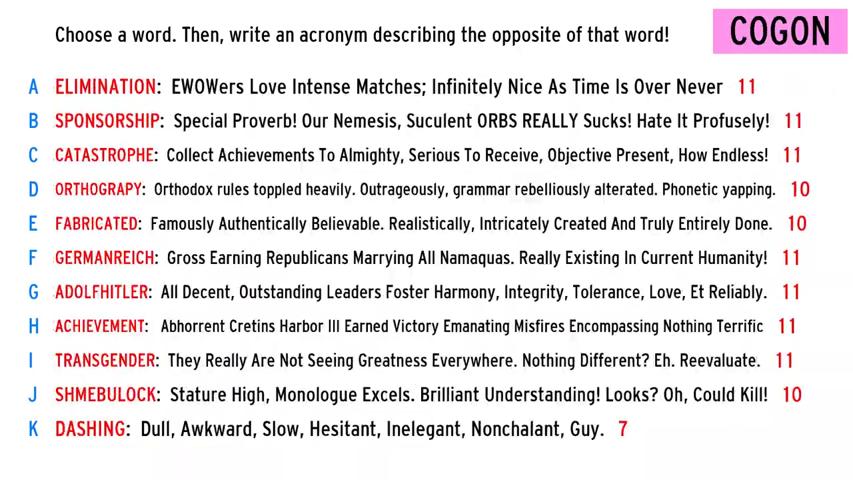 Choose a word. Then, write an acronym describing the opposite of that word!
COGON
A ELIMINATION: EWOWers Love Intense Matches; Infinitely Nice As Time Is Over Never 11
B SPONSORSHIP: Special Proverb! Our Nemesis, Suculent ORBS REALLY Sucks! Hate It Profusely! 11
C CATASTROPHE: Collect Achievements To Almighty, Serious To Receive, Objective Present, How Endless! 11
D ORTHOGRAPY: Orthodox rules toppled heavily. Outrageously, grammar rebelliously alterated. Phonetic yapping. 10
E FABRICATED: Famously Authentically Believable. Realistically, Intricately Created And Truly Entirely Done. 10
F GERMANREICH: Gross Earning Republicans Marrying All Namaquas. Really Existing In Current Humanity! 11
G ADOLFHITLER: All Decent, Outstanding Leaders Foster Harmony, Integrity, Tolerance, Love, Et Reliably. 11
H ACHIEVEMENT: Abhorrent Cretins Harbor Ill Earned Victory Emanating Misfires Encompassing Nothing Terrific 11
I TRANSGENDER: They Really Are Not Seeing Greatness Everywhere. Nothing Different? Eh. Reevaluate. 11
J SHMEBULOCK: Stature High, Monologue Excels. Brilliant Understanding! Looks? Oh, Could Kill! 10
K DASHING: Dull, Awkward, Slow, Hesitant, Inelegant, Nonchalant, Guy. 7